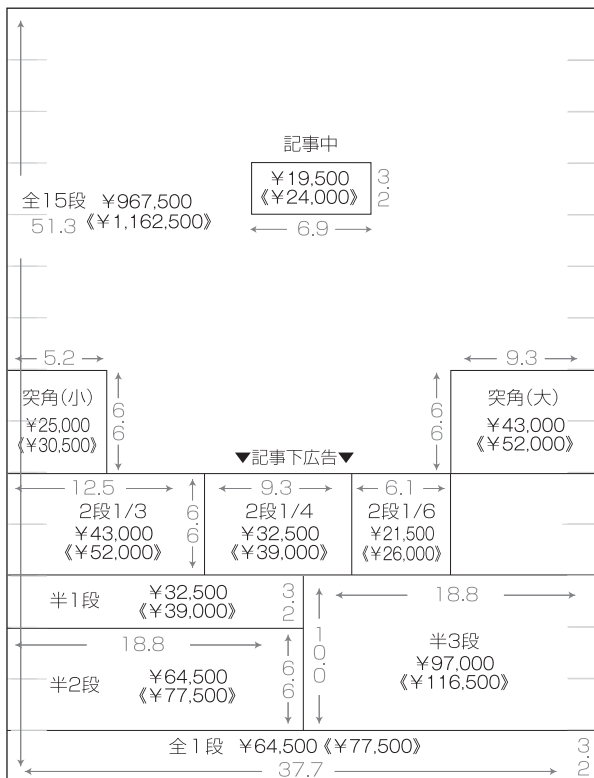 記事中
￥19,500
《￥24,000》
3.2
6.9
全15段 ￥967,500
51.3 《￥1,162,500》
5.2
9.3
突角(小)
￥25,000
《￥30,500》
6.6
6.6
突角(大)
￥43,000
《￥52,000》
▼記事下広告▼
12.5
2段1/3
￥43,000
《￥52,000》
6.6
9.3
2段1/4
￥32,500
《￥39,000》
6.1
2段1/6
￥21,500
《￥26,000》
半1段 ￥32,500
《￥39,000》
3.2
18.8
半2段 ￥64,500
《￥77,500》
6.6
10.0
18.8
半3段
￥97,000
《￥116,500》
全1段 ￥64,500《￥77,500》
3.2
37.7